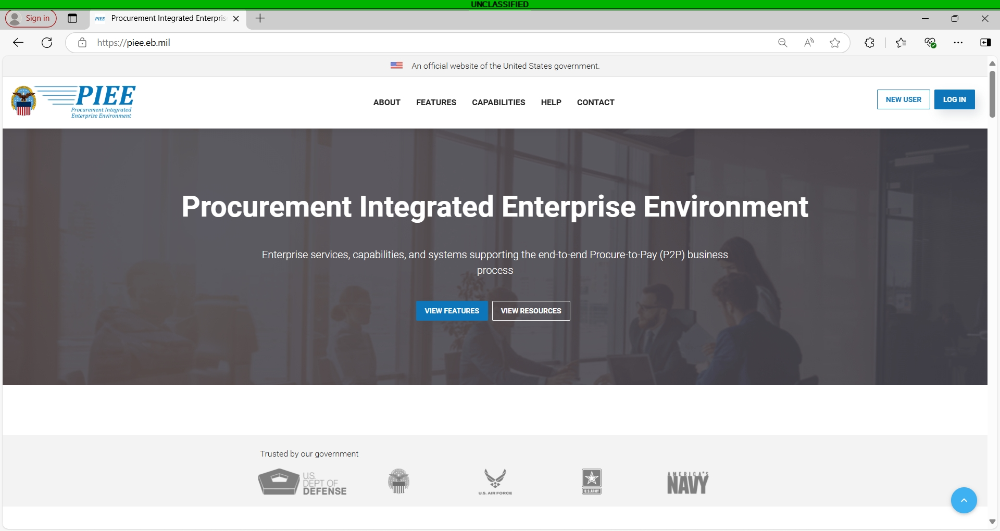 UNCLASSIFIED
Sign in
PIEE Procurement Integrated Enterpris
https://piee.eb.mil
An official website of the United States government.
PIEE
Procurement Integrated
Enterprise Environment
ABOUT FEATURES CAPABILITIES HELP CONTACT
NEW USER LOG IN
Procurement Integrated Enterprise Environment
Enterprise services, capabilities, and systems supporting the end-to-end Procure-to-Pay (P2P) business
process
VIEW FEATURES VIEW RESOURCES
Trusted by our government
U.S.
DEPT OF
DEFENSE
U.S. AIR FORCE
U.S.ARMY
AMERICA'S
NAVY